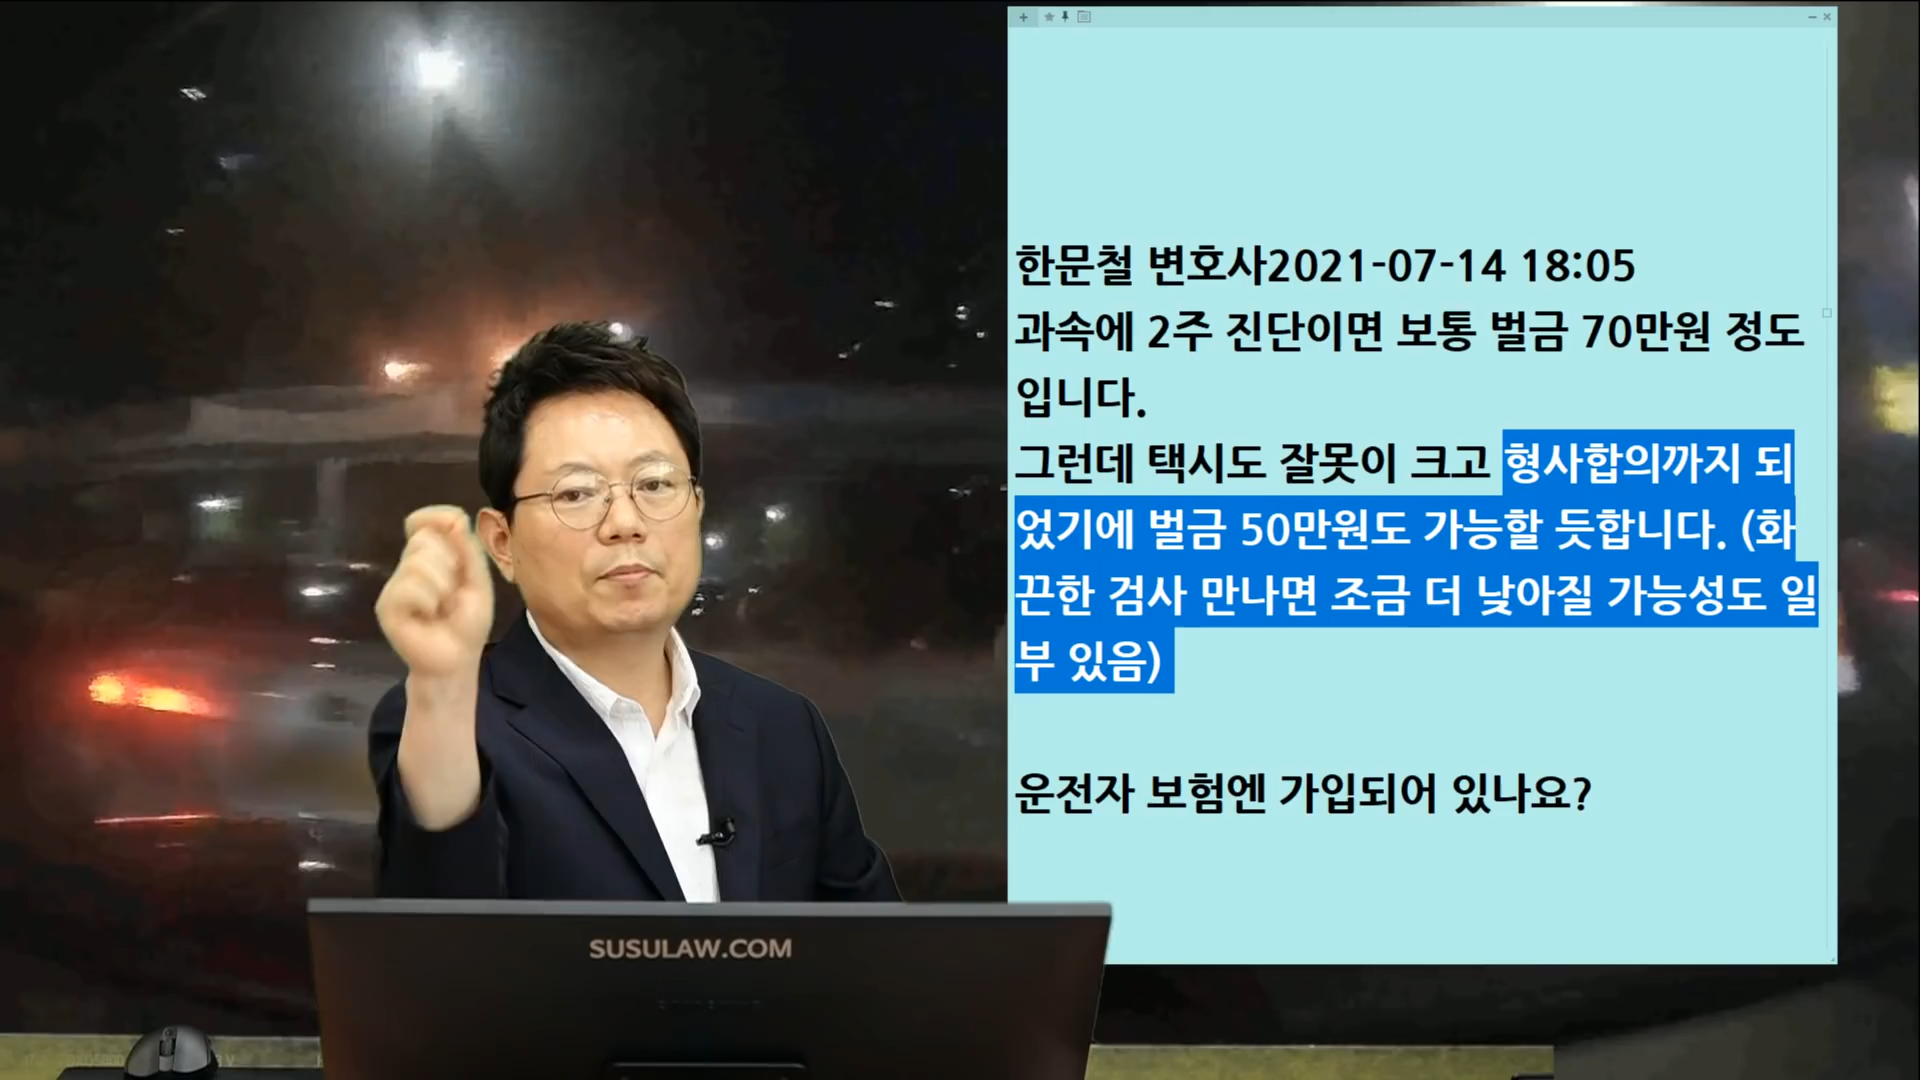 한문철 변호사2021-07-14 18:05
과속에 2주 진단이면 보통 벌금 70만원 정도
입니다.
그런데 택시도 잘못이 크고 형사합의까지 되
었기에 벌금 50만원도 가능할 듯합니다. (화
끈한 검사 만나면 조금 더 낮아질 가능성도 일
부 있음)
운전자 보험엔 가입되어 있나요?
SUSULAW.COM